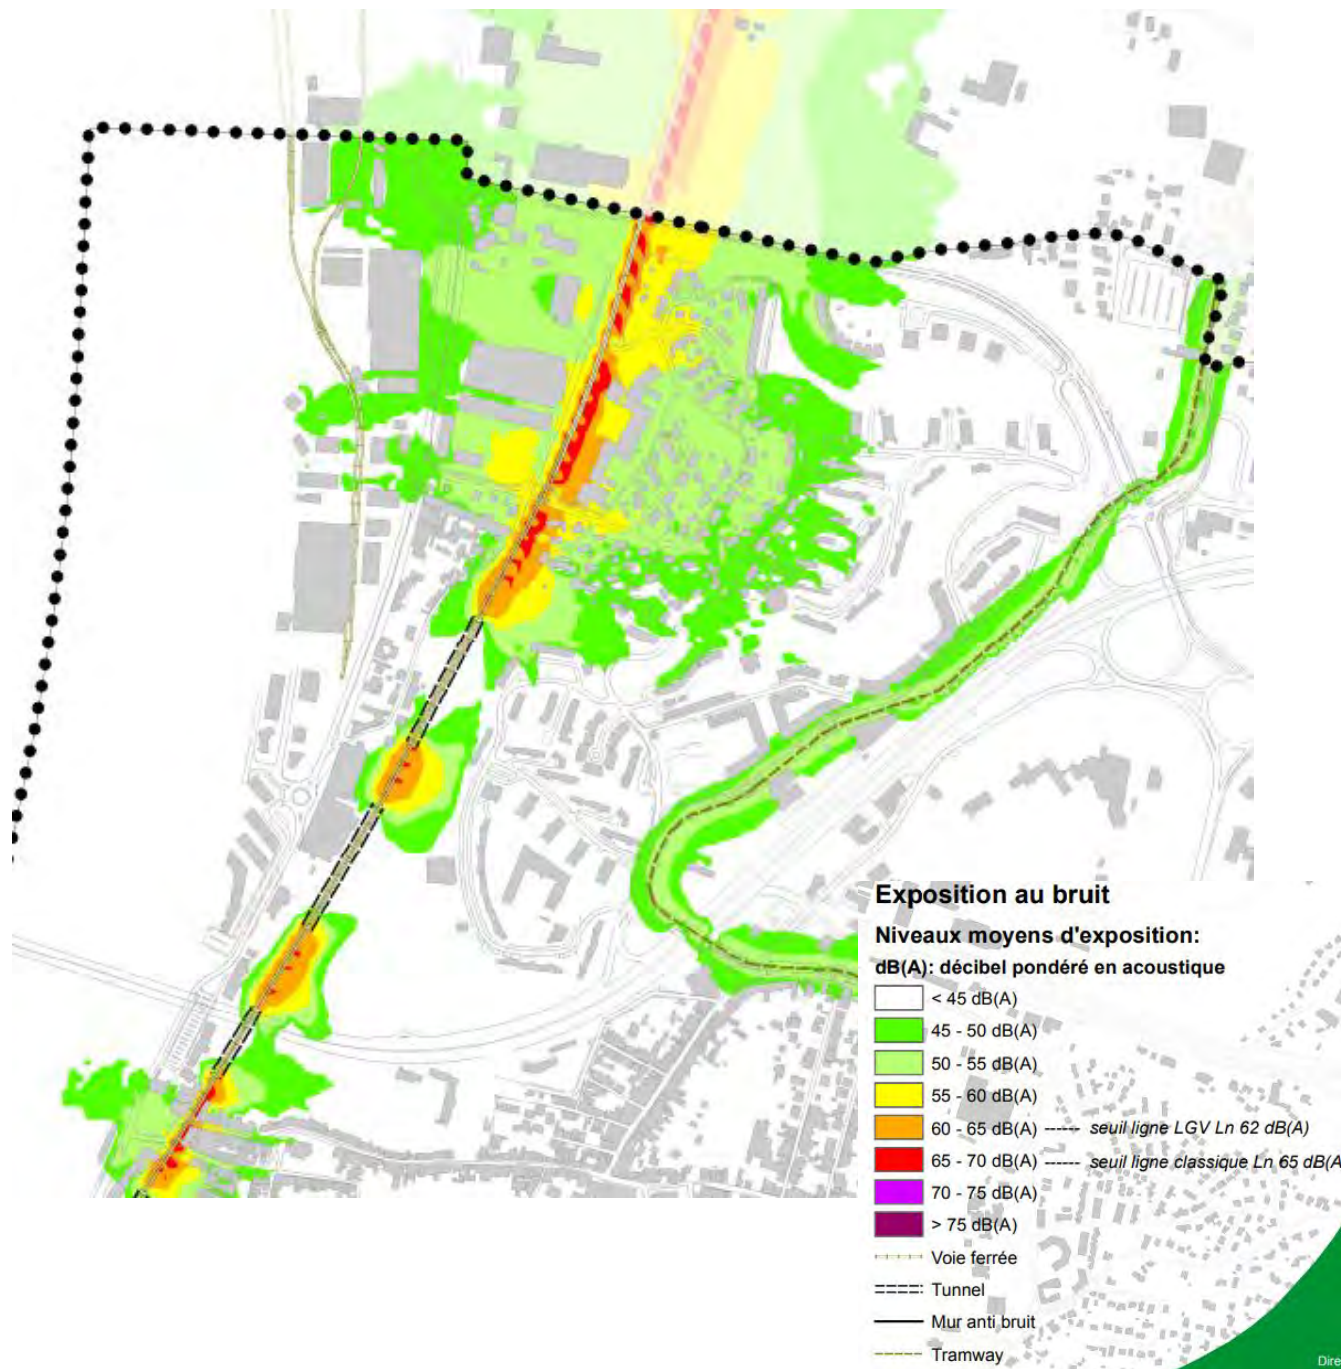 Exposition au bruit
Niveaux moyens d'exposition:
dB(A): décibel pondéré en acoustique
< 45 dB(A)
45 - 50 dB(A)
50 - 55 dB(A)
55 - 60 dB(A)
60 - 65 dB(A) ----- seuil ligne LGV Ln 62 dB(A)
65 - 70 dB(A) ----- seuil ligne classique Ln 65 dB(A
70 - 75 dB(A)
> 75 dB(A)
Voie ferrée
Tunnel
Mur anti bruit
Tramway
Dire